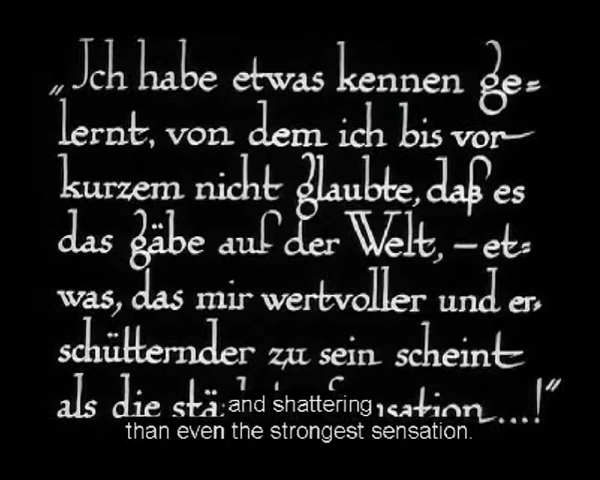 „Ich habe etwas kennen ge=
lernt, von dem ich bis vor-
kurzem nicht glaubte, daß es
das gäbe auf der Welt, – et=
was, das mir wertvoller und er=
schütternder zu sein scheint
als die
and shattering
than even the strongest sensation.